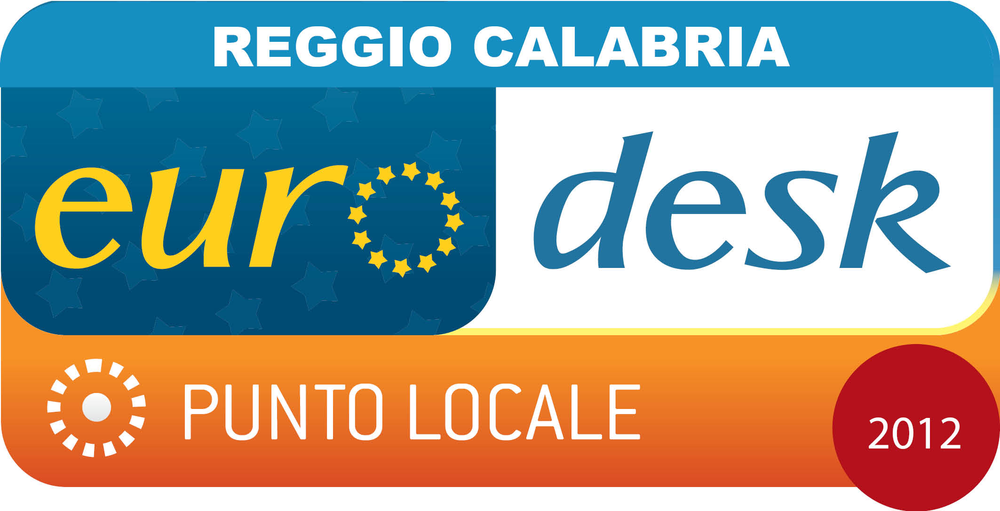 REGGIO CALABRIA
eurodesk
PUNTO LOCALE
2012